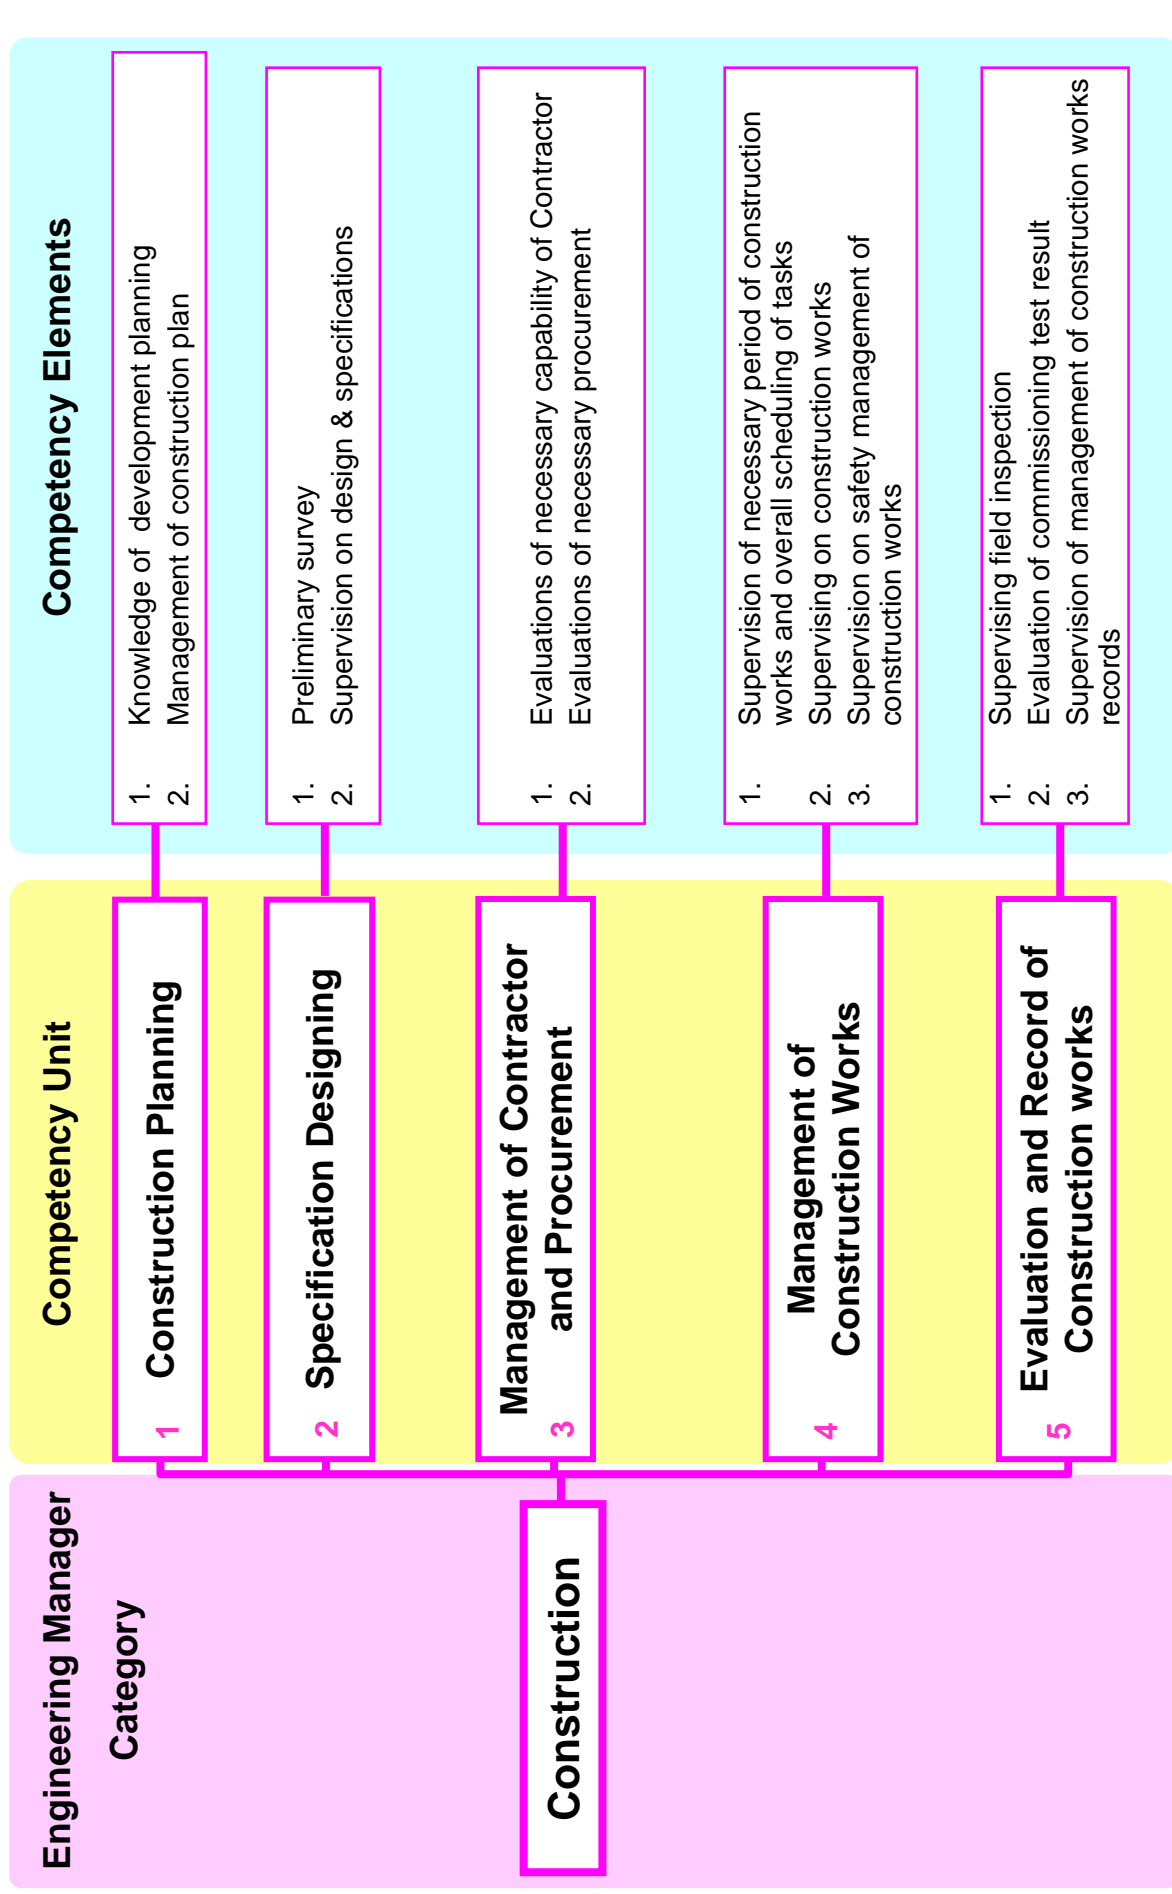 Engineering Manager
Category
Construction
Competency Unit
1 Construction Planning
2 Specification Designing
3 Management of Contractor
and Procurement
4 Management of
Construction Works
5 Evaluation and Record of
Construction works
Competency Elements
1. Knowledge of development planning
2. Management of construction plan
1. Preliminary survey
2. Supervision on design & specifications
1. Evaluations of necessary capability of Contractor
2. Evaluations of necessary procurement
1. Supervision of necessary period of construction
works and overall scheduling of tasks
2. Supervising on construction works
3. Supervision on safety management of
construction works
1. Supervising field inspection
2. Evaluation of commissioning test result
3. Supervision of management of construction works
records